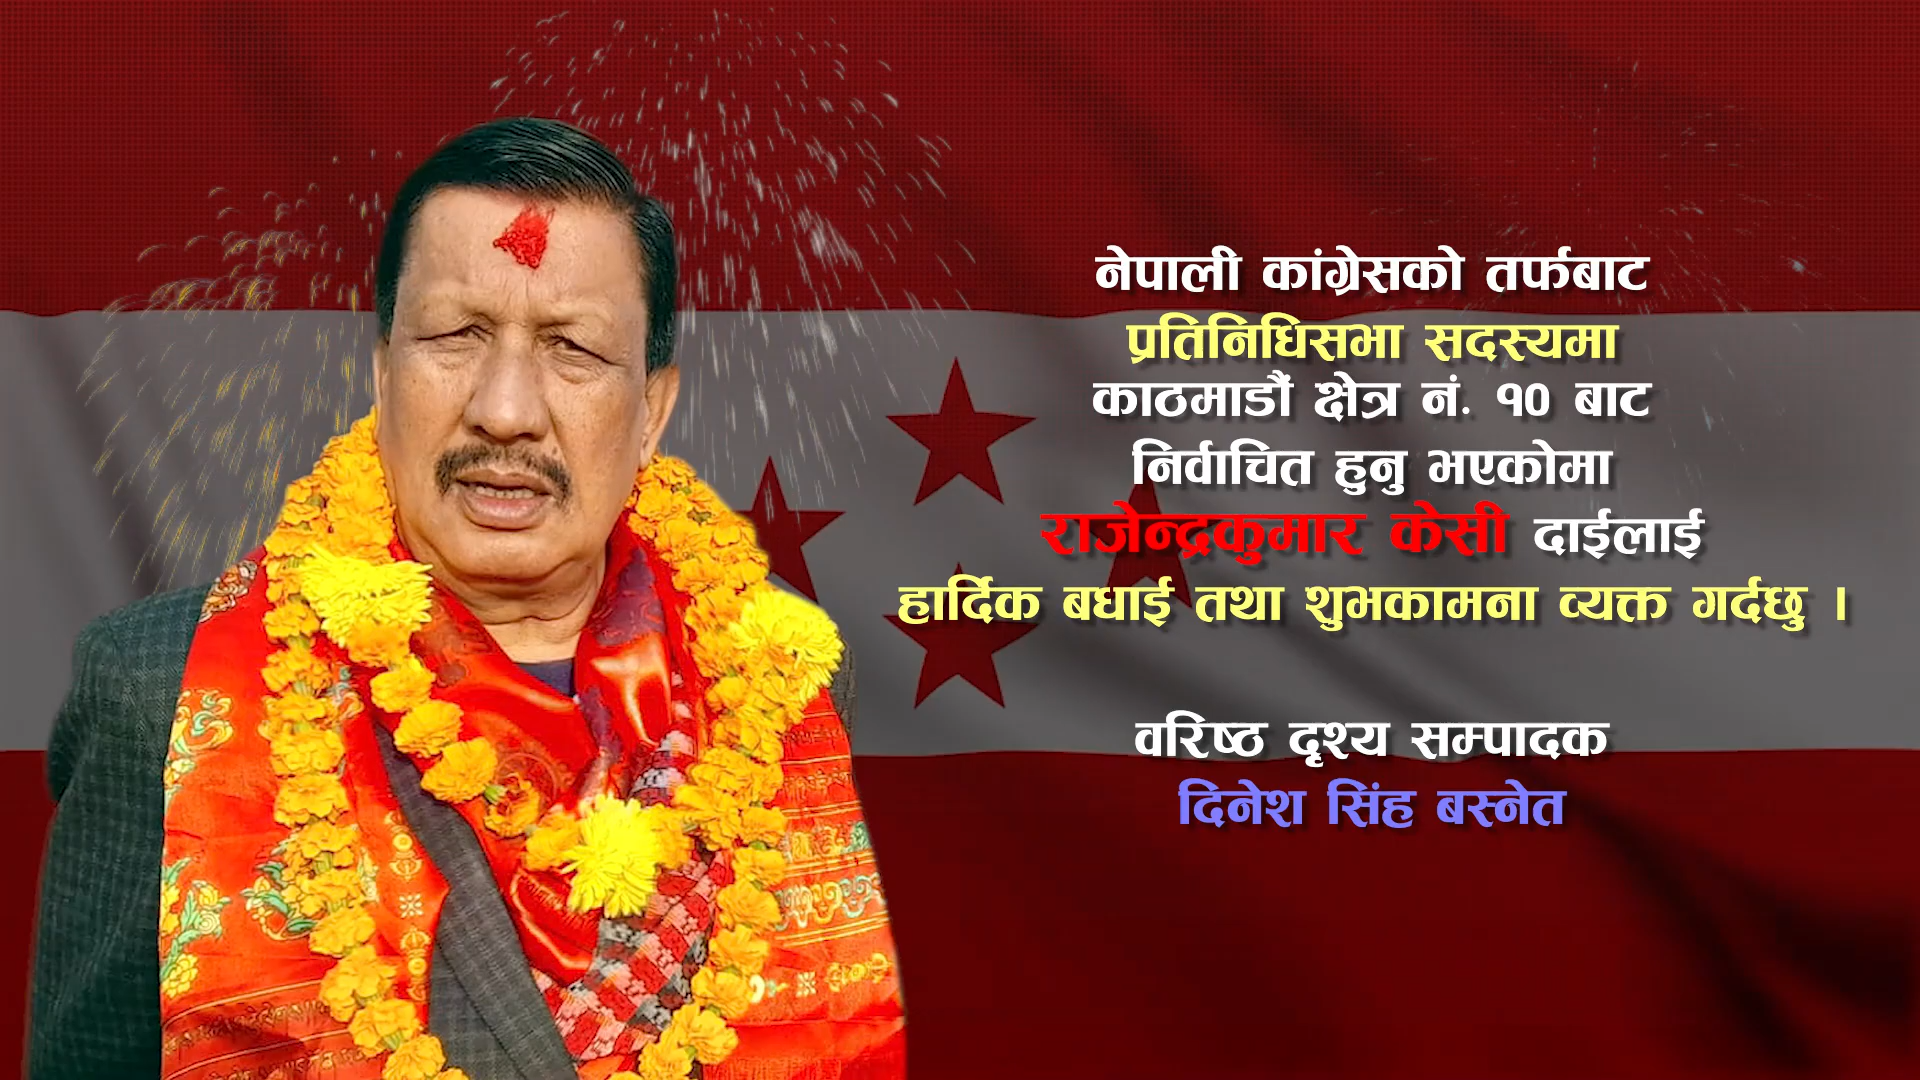 नेपाली कांग्रेसको तर्फबाट
प्रतिनिधिसभा सदस्यमा
काठमाडौं क्षेत्र नं. १० बाट
निर्वाचित हुनु भएकोमा
राजेन्द्रकुमार केसी दाईलाई
हार्दिक बधाई तथा शुभकामना व्यक्त गर्दछु ।
वरिष्ठ दृश्य सम्पादक
दिनेश सिंह बस्नेत